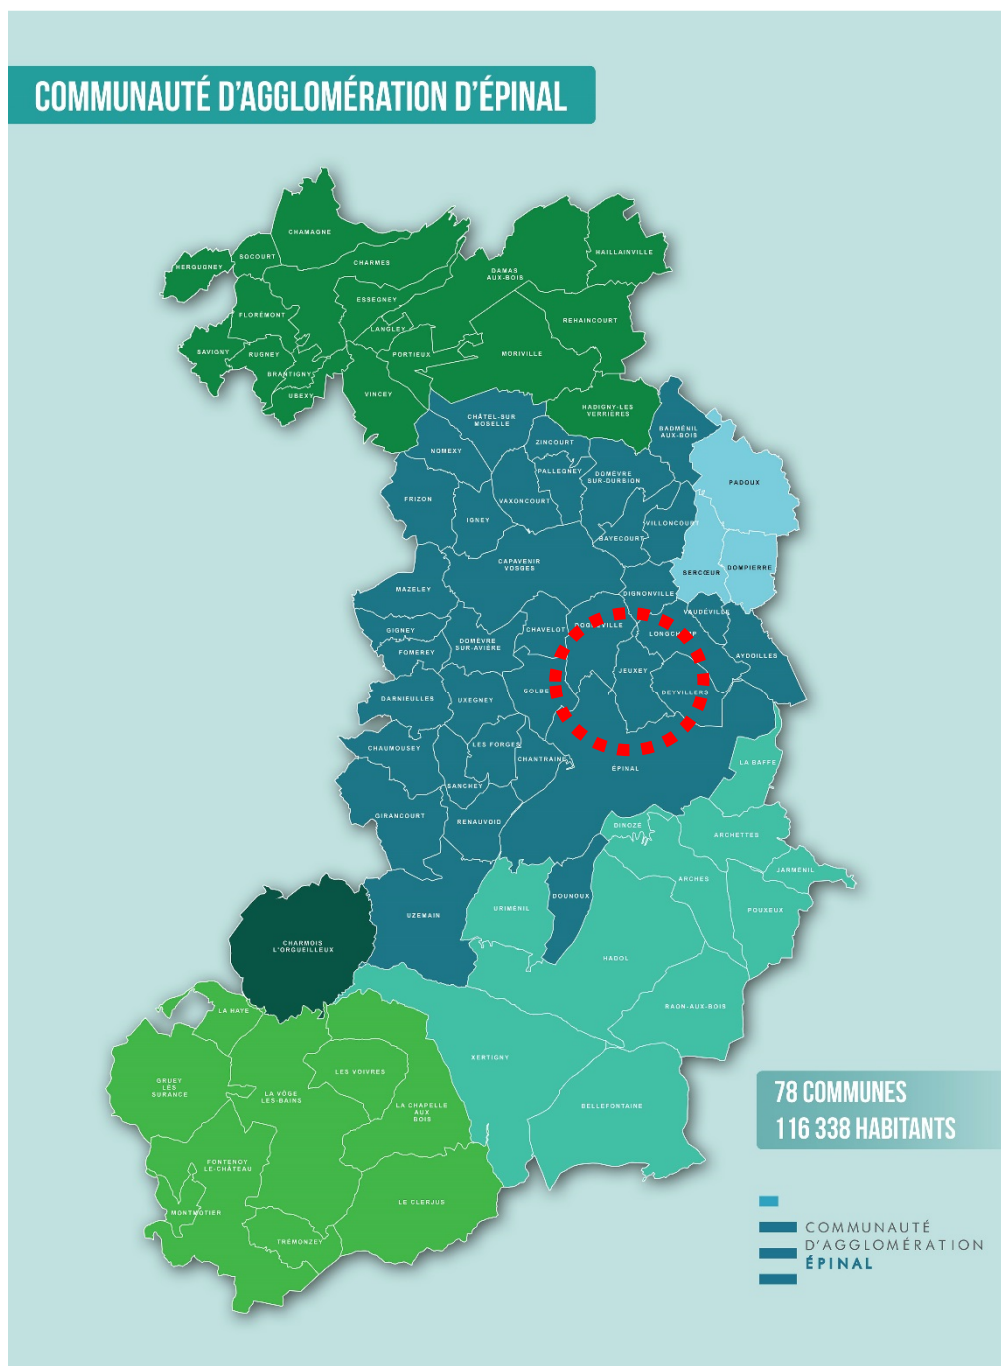 COMMUNAUTÉ D'AGGLOMÉRATION D'ÉPINAL
CHAMAGNE
SOCOURT
HERGUGNEY
CHARMES
HAILLAINVILLE
DAMAS
AUX-BOIS
ESSEGNEY
FLORÉMONT
LANGLEY
REHAINCOURT
SAVIGNY
RUGNEY
PORTIEUX
MORIVILLE
BRANTIGNY
UBEXY
VINCEY
HADIGNY-LES
VERRIÈRES
CHÂTEL-SUR
MOSELLE
BADMÉNIL
AUX-BOIS
NOMEXY
ZINCOURT
PALLEGNEY
DOMÈVRE
SUR-DURBION
PADOUX
FRIZON
VAXONCOURT
IGNEY
VILLONCOURT
BAYECOURT
CAPAVENIR
VOSGES
SERCŒUR
DOMPIERRE
MAZELEY
DIGNONVILLE
VAUDÉVILLE
GIGNEY
CHAVELOT
DOGNEVILLE
LONGCHAMP
DOMÈVRE
SUR-AVIÈRE
FOMEREY
AYDOILLES
JEUXEY
DARNIEULLES
UXEGNEY
GOLBEY
DEYVILLERS
CHAUMOUSEY
LES FORGES
CHANTRAINE
ÉPINAL
LA BAFFE
SANCHEY
GIRANCOURT
RENAUVOID
DINOZÉ
ARCHETTES
JARMÉNIL
ARCHES
UZEMAIN
URIMÉNIL
DOUNOUX
POUXEUX
CHARMOIS
L'ORGUEILLEUX
HADOL
RAON-AUX-BOIS
LA HAYE
XERTIGNY
LES VOIVRES
GRUEY
LÈS
SURANCE
LA VÔGE
LES-BAINS
LA CHAPELLE
AUX
BOIS
BELLEFONTAINE
FONTENOY
LE-CHÂTEAU
LE CLERJUS
MONTMOTIER
TRÉMONZEY
78 COMMUNES
116 338 HABITANTS
COMMUNAUTÉ
D'AGGLOMÉRATION
ÉPINAL